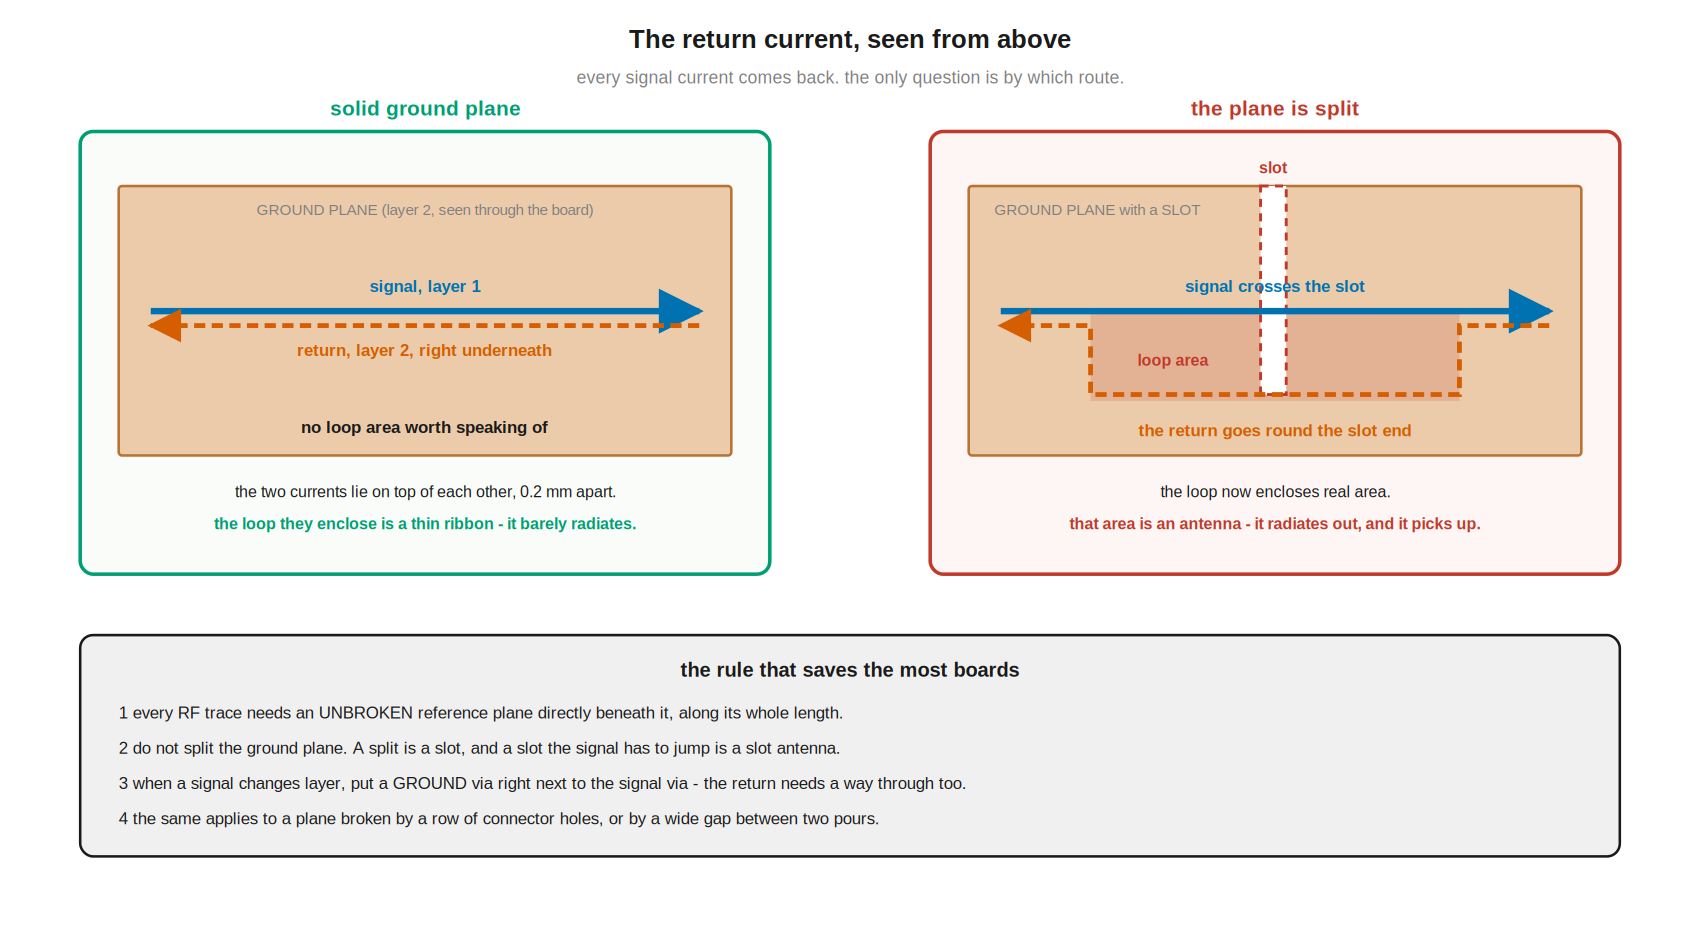 The return current, seen from above
every signal current comes back. the only question is by which route.
solid ground plane
GROUND PLANE (layer 2, seen through the board)
signal, layer 1
return, layer 2, right underneath
no loop area worth speaking of
the two currents lie on top of each other, 0.2 mm apart.
the loop they enclose is a thin ribbon - it barely radiates.
the plane is split
slot
GROUND PLANE with a SLOT
signal crosses the slot
loop area
the return goes round the slot end
the loop now encloses real area.
that area is an antenna - it radiates out, and it picks up.
the rule that saves the most boards
1 every RF trace needs an UNBROKEN reference plane directly beneath it, along its whole length.
2 do not split the ground plane. A split is a slot, and a slot the signal has to jump is a slot antenna.
3 when a signal changes layer, put a GROUND via right next to the signal via - the return needs a way through too.
4 the same applies to a plane broken by a row of connector holes, or by a wide gap between two pours.